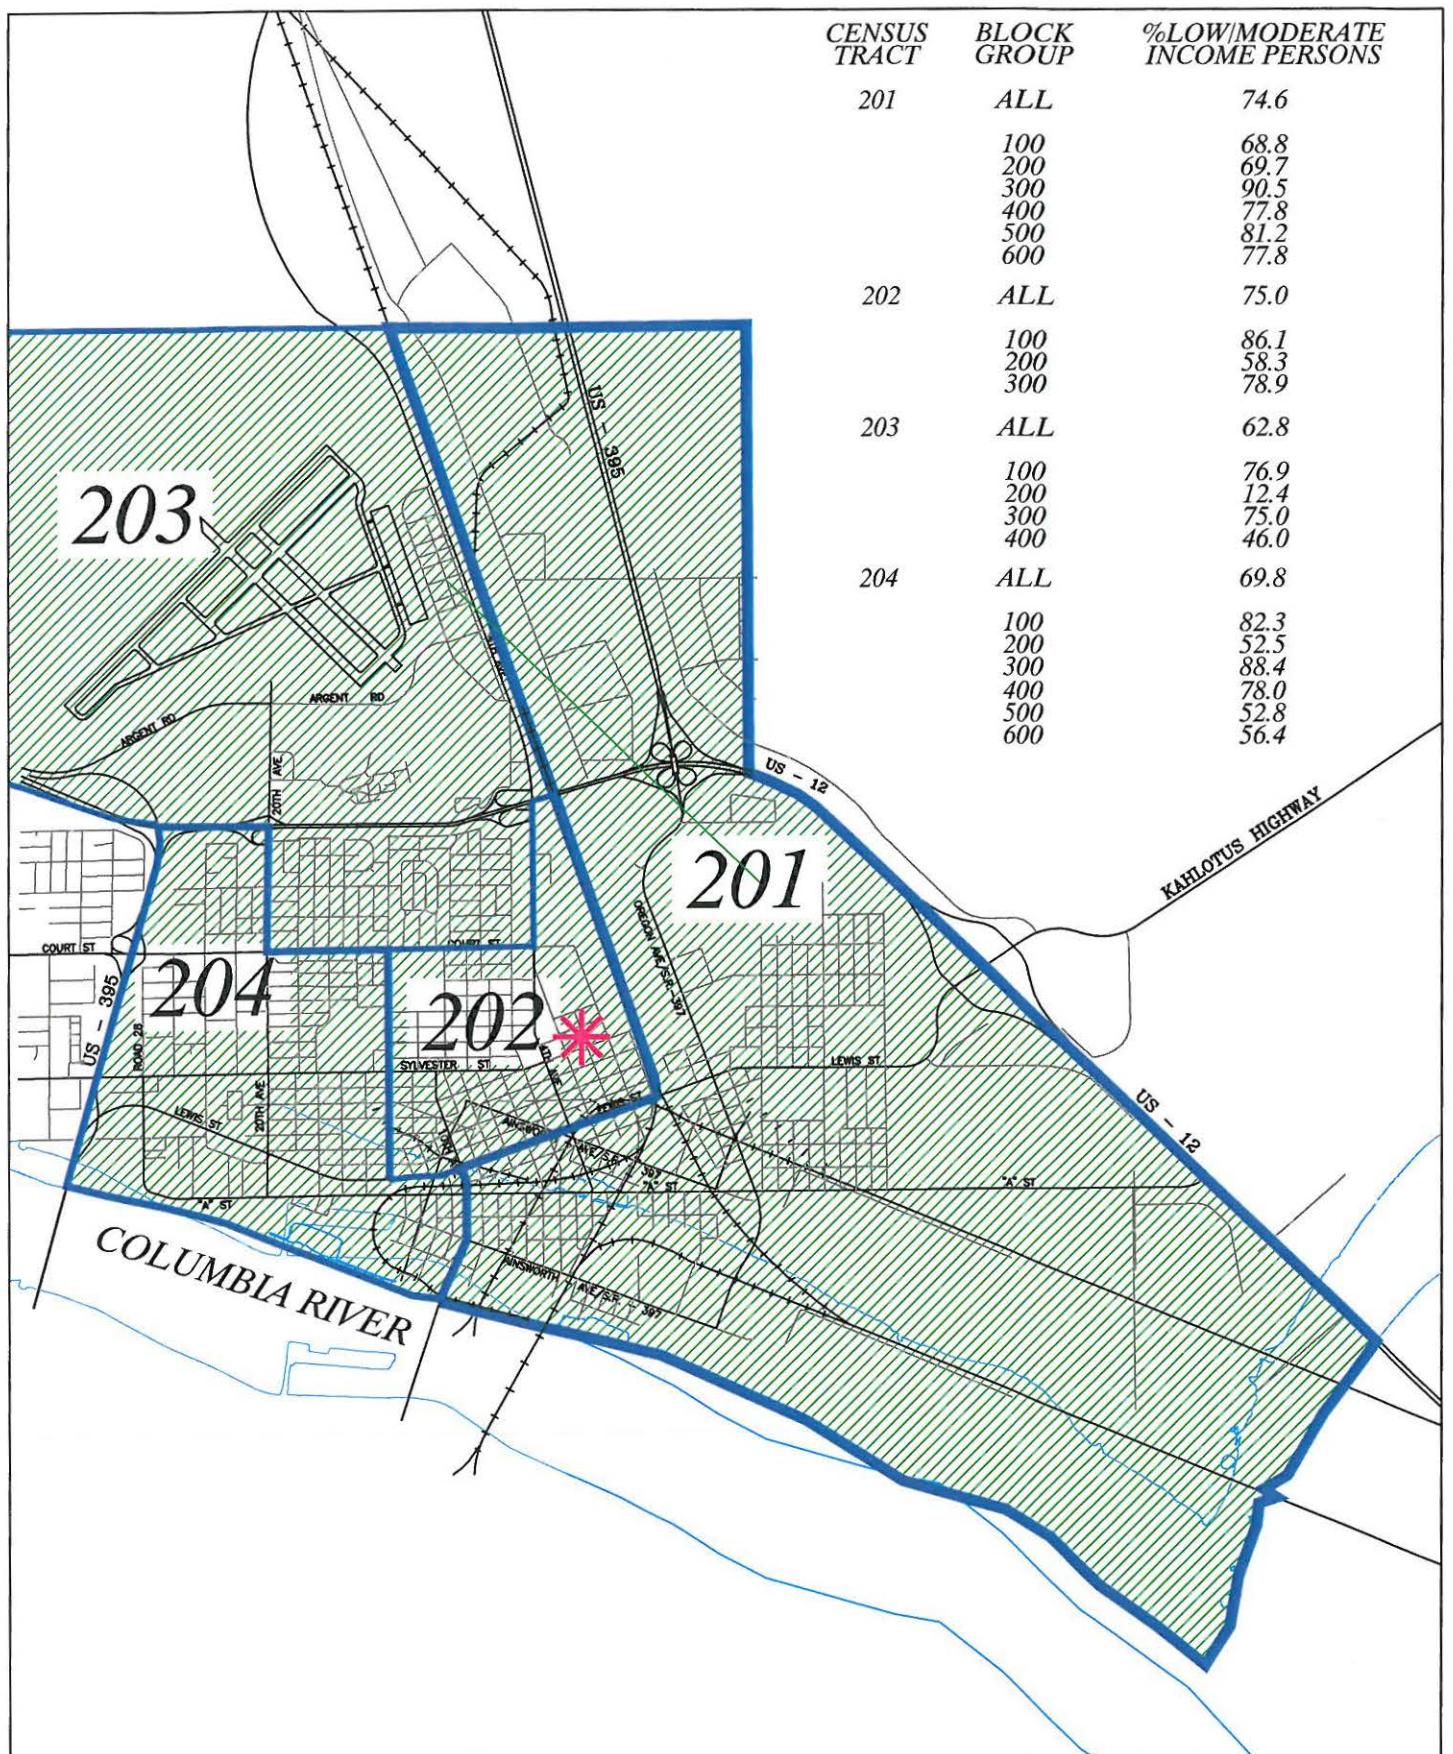 CENSUS TRACT BLOCK GROUP %LOW/MODERATE INCOME PERSONS
201 ALL 74.6
100 68.8
200 69.7
300 90.5
400 77.8
500 81.2
600 77.8
202 ALL 75.0
100 86.1
200 58.3
300 78.9
203 ALL 62.8
100 76.9
200 12.4
300 75.0
400 46.0
204 ALL 69.8
100 82.3
200 52.5
300 88.4
400 78.0
500 52.8
600 56.4
US - 395
203
ARGENT RD
ARGENT RD
20TH AVE
US - 12
KAHLOTUS HIGHWAY
201
OREGON AVE/S.R.-397
COURT ST
COURT ST
204
US - 395
ROAD 28
202
4TH AVE
SYLVESTER ST
LEWIS ST
LEWIS ST
20TH AVE
LEWIS ST
US - 12
AVE/S.R. 397
"A" ST
"A" ST
"A" ST
COLUMBIA RIVER
AINSWORTH AVE/S.R. - 397